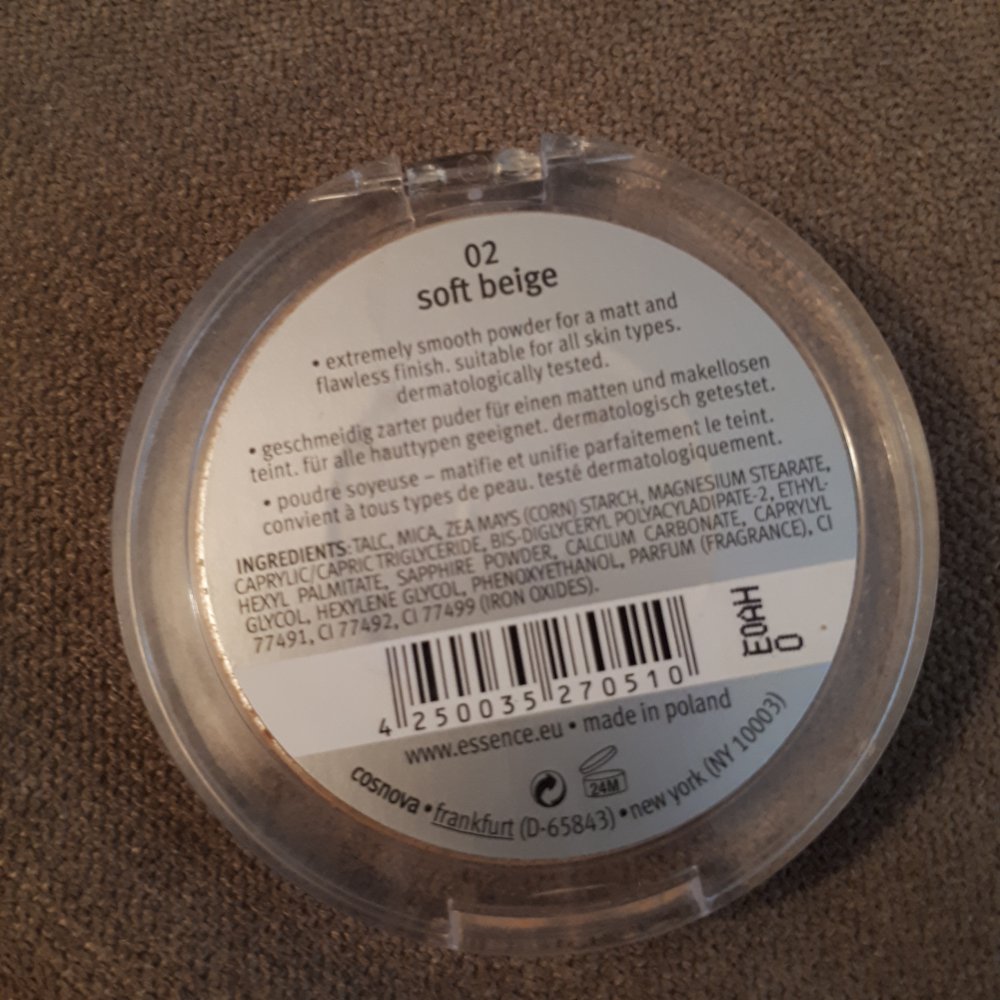 02
soft beige
• extremely smooth powder for a matt and
flawless finish. suitable for all skin types.
dermatologically tested.
• geschmeidig zarter puder für einen matten und makellosen
teint. für alle hauttypen geeignet. dermatologisch getestet.
• poudre soyeuse – matifie et unifie parfaitement le teint.
convient à tous types de peau. testé dermatologiquement.
INGREDIENTS: TALC, MICA, ZEA MAYS (CORN) STARCH, MAGNESIUM STEARATE,
CAPRYLIC/CAPRIC TRIGLYCERIDE, BIS-DIGLYCERYL POLYACYLADIPATE-2, ETHYL-
HEXYL PALMITATE, SAPPHIRE POWDER, CALCIUM CARBONATE, CAPRYLYL
GLYCOL, HEXYLENE GLYCOL, PHENOXYETHANOL, PARFUM (FRAGRANCE), CI
77491, CI 77492, CI 77499 (IRON OXIDES).
E0AH
0
4 250035 270510
www.essence.eu • made in poland
24M
cosnova • frankfurt (D-65843) • new york (NY 10003)